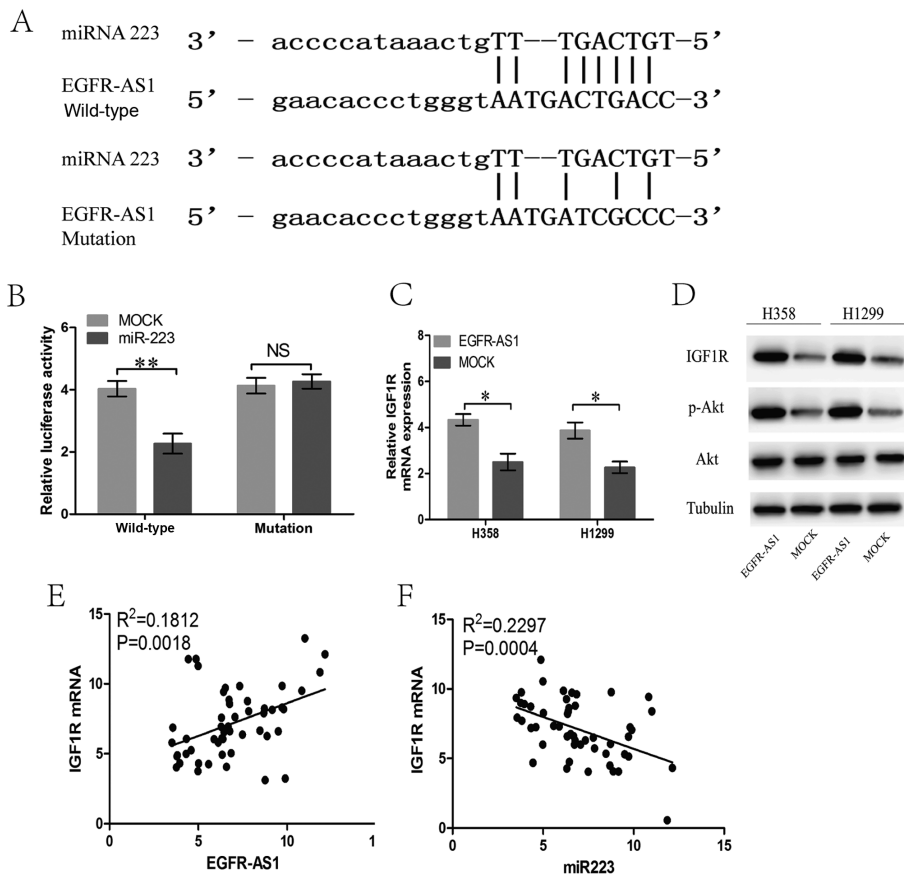 A
miRNA 223 3’ – accccataaactgTT--TGACTGT-5’
EGFR-AS1
Wild-type
5’ – gaacaccctgggtAATGACTGACC-3’
miRNA 223 3’ – accccataaactgTT--TGACTGT-5’
EGFR-AS1
Mutation
5’ – gaacaccctgggtAATGATCGCCC-3’
B
MOCK
miR-223
Relative luciferase activity
6
4
2
0
**
NS
Wild-type
Mutation
C
EGFR-AS1
MOCK
Relative IGF1R
mRNA expression
8
6
4
2
0
*
*
H358
H1299
D
H358
H1299
IGF1R
p-Akt
Akt
Tubulin
EGFR-AS1
MOCK
EGFR-AS1
MOCK
E
R²=0.1812
P=0.0018
IGF1R mRNA
15
10
5
0
0
5
10
1
EGFR-AS1
F
R²=0.2297
P=0.0004
IGF1R mRNA
15
10
5
0
0
5
10
15
miR223